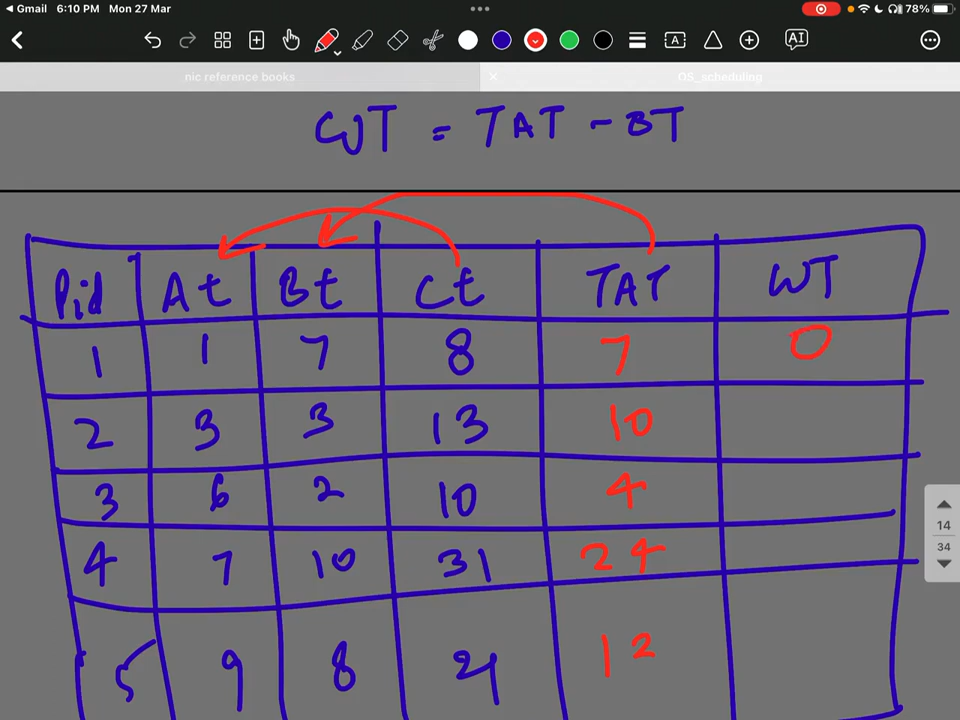 Gmail 6:10 PM Mon 27 Mar 78%
A AI
nic reference books OS_scheduling
WT = TAT - BT
Pid At Bt Ct TAT WT
1 1 7 8 7 0
2 3 3 13 10
3 6 2 10 4
4 7 10 31 24
5 9 8 21 12
14
34